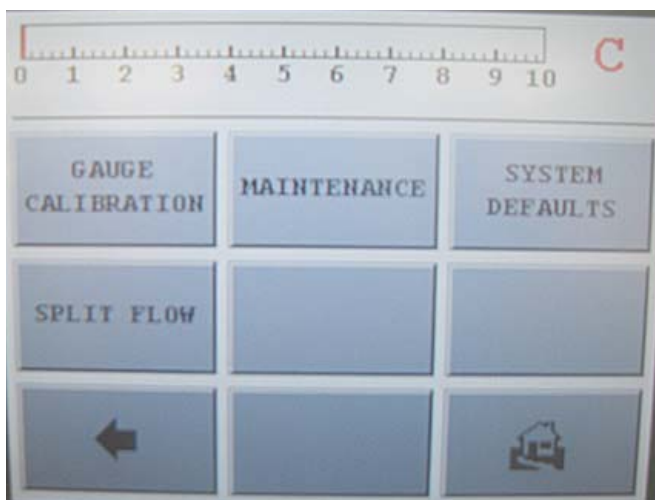 C
0 1 2 3 4 5 6 7 8 9 10
GAUGE
CALIBRATION
MAINTENANCE
SYSTEM
DEFAULTS
SPLIT FLOW